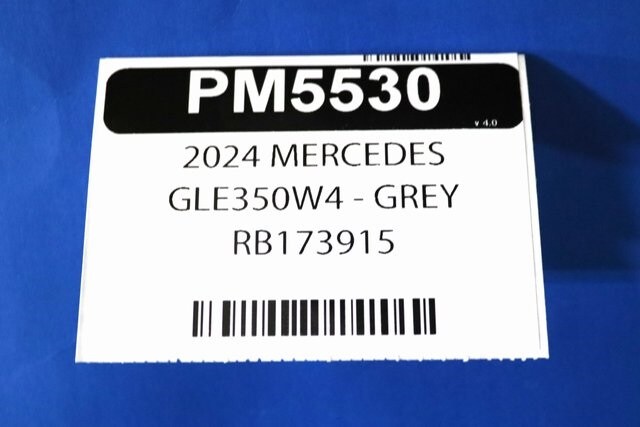 PM5530
v 4.0
2024 MERCEDES
GLE350W4 - GREY
RB173915